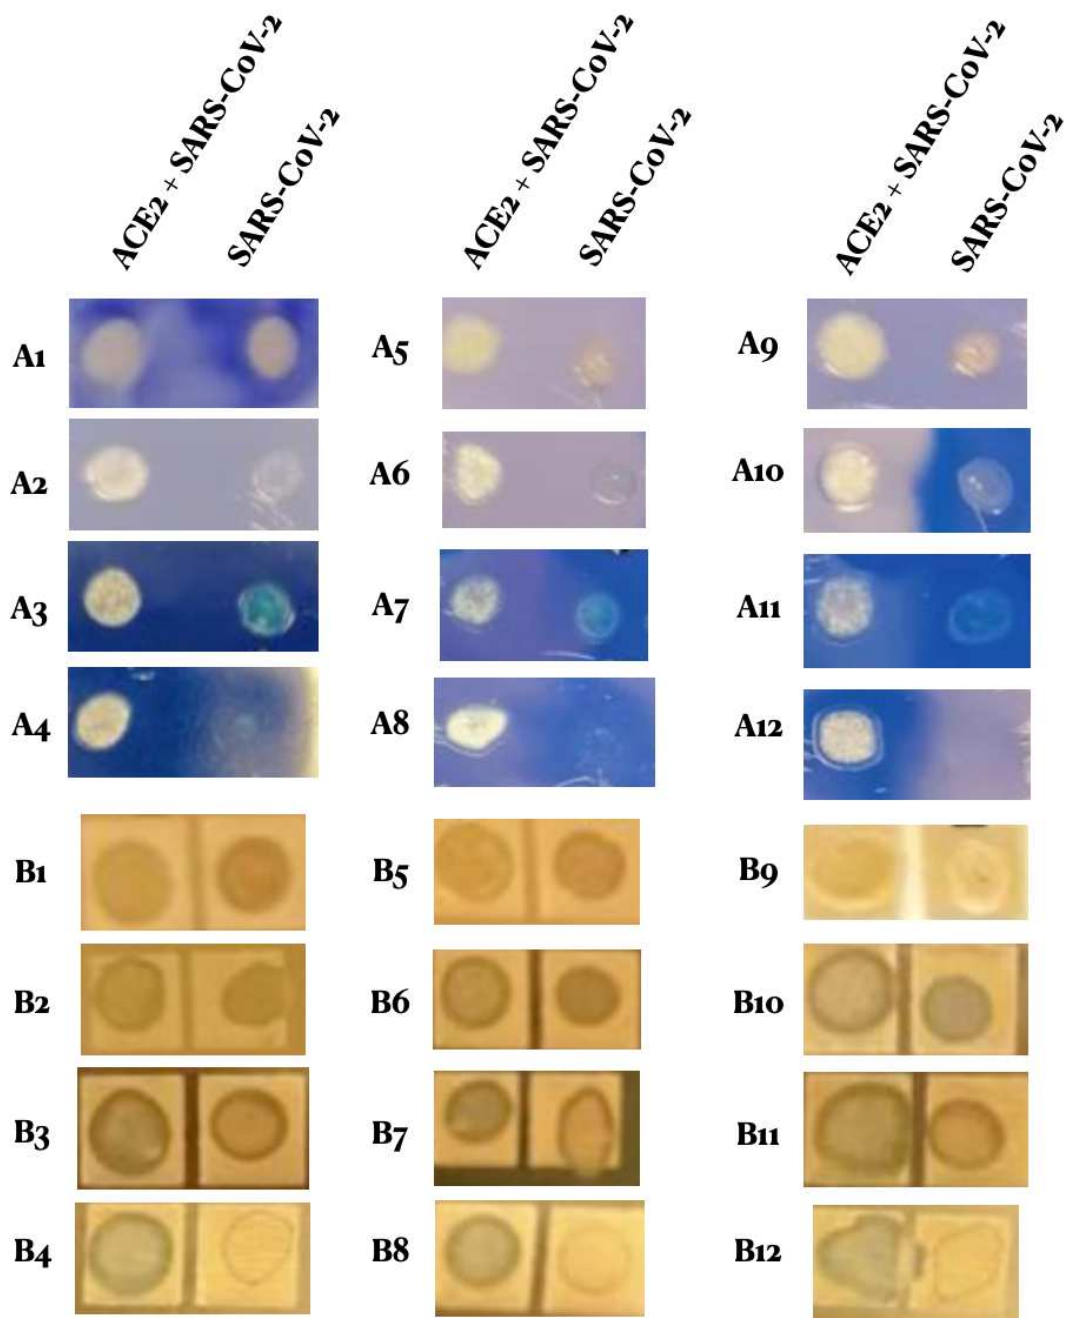 ACE2 + SARS-CoV-2
SARS-CoV-2
ACE2 + SARS-CoV-2
SARS-CoV-2
ACE2 + SARS-CoV-2
SARS-CoV-2
A1
A5
A9
A2
A6
A10
A3
A7
A11
A4
A8
A12
B1
B5
B9
B2
B6
B10
B3
B7
B11
B4
B8
B12